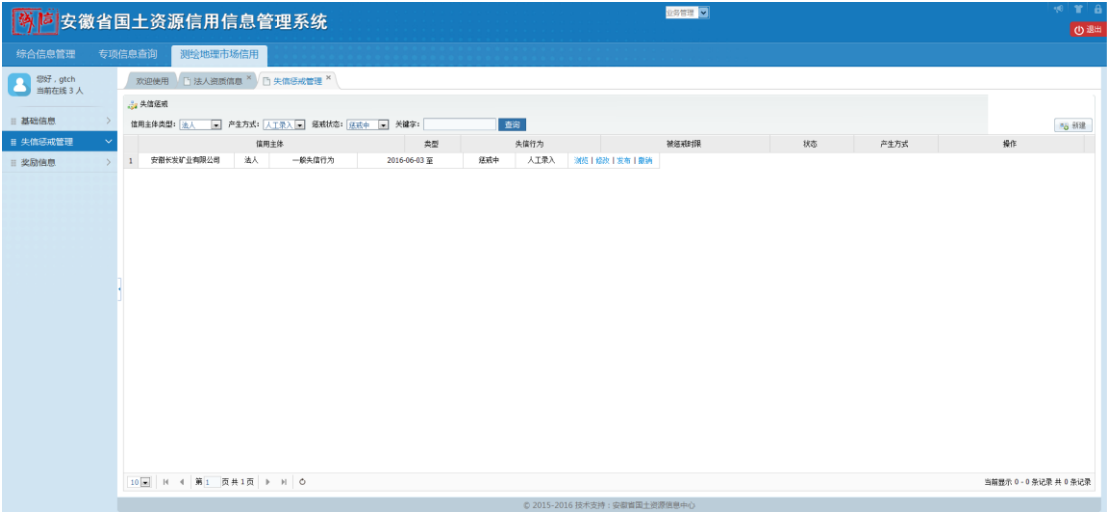 诚信 安徽省国土资源信用信息管理系统
业务管理
退出
综合信息管理 专项信息查询 测绘地理市场信用
您好，gtch
当前在线 3 人
欢迎使用 法人资质信息 × 失信惩戒管理 ×
失信惩戒
基础信息
信用主体类型: 法人 产生方式: 人工录入 惩戒状态: 惩戒中 关键字: 查询
新建
失信惩戒管理
信用主体 类型 失信行为 被惩戒时限 状态 产生方式 操作
奖励信息
1 安徽长发矿业有限公司 法人 一般失信行为 2016-06-03 至 惩戒中 人工录入 浏览 | 修改 | 发布 | 撤销
10 第 1 页 共 1 页
当前显示 0 - 0 条记录 共 0 条记录
© 2015-2016 技术支持：安徽省国土资源信息中心